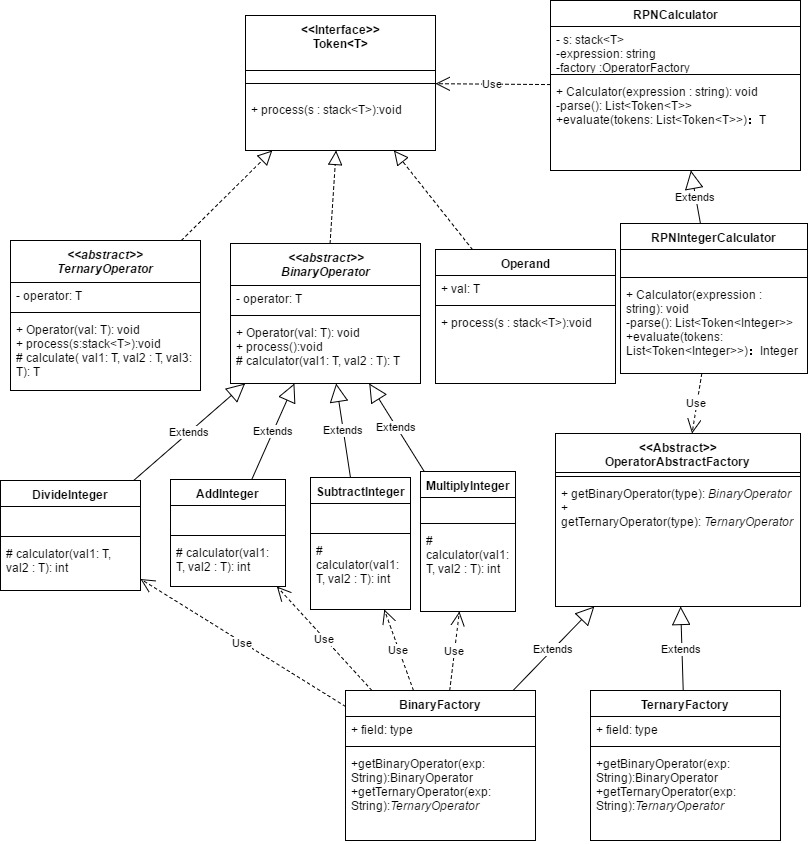 <<Interface>>
Token<T>
+ process(s : stack<T>):void
RPNCalculator
- s: stack<T>
-expression: string
-factory :OperatorFactory
+ Calculator(expression : string): void
-parse(): List<Token<T>>
+evaluate(tokens: List<Token<T>>): T
Use
Extends
<<abstract>>
TernaryOperator
- operator: T
+ Operator(val: T): void
+ process(s:stack<T>):void
# calculate( val1: T, val2 : T, val3:
T): T
<<abstract>>
BinaryOperator
- operator: T
+ Operator(val: T): void
+ process():void
# calculator(val1: T, val2 : T): T
Operand
+ val: T
+ process(s : stack<T>):void
RPNIntegerCalculator
+ Calculator(expression :
string): void
-parse(): List<Token<Integer>>
+evaluate(tokens:
List<Token<Integer>>): Integer
Use
Extends
Extends
Extends
Extends
DivideInteger
# calculator(val1: T,
val2 : T): int
AddInteger
# calculator(val1:
T, val2 : T): int
SubtractInteger
#
calculator(val1:
T, val2 : T): int
MultiplyInteger
#
calculator(val1:
T, val2 : T): int
<<Abstract>>
OperatorAbstractFactory
+ getBinaryOperator(type): BinaryOperator
+
getTernaryOperator(type): TernaryOperator
Use
Use
Use
Use
Extends
Extends
BinaryFactory
+ field: type
+getBinaryOperator(exp:
String):BinaryOperator
+getTernaryOperator(exp:
String):TernaryOperator
TernaryFactory
+ field: type
+getBinaryOperator(exp:
String):BinaryOperator
+getTernaryOperator(exp:
String):TernaryOperator